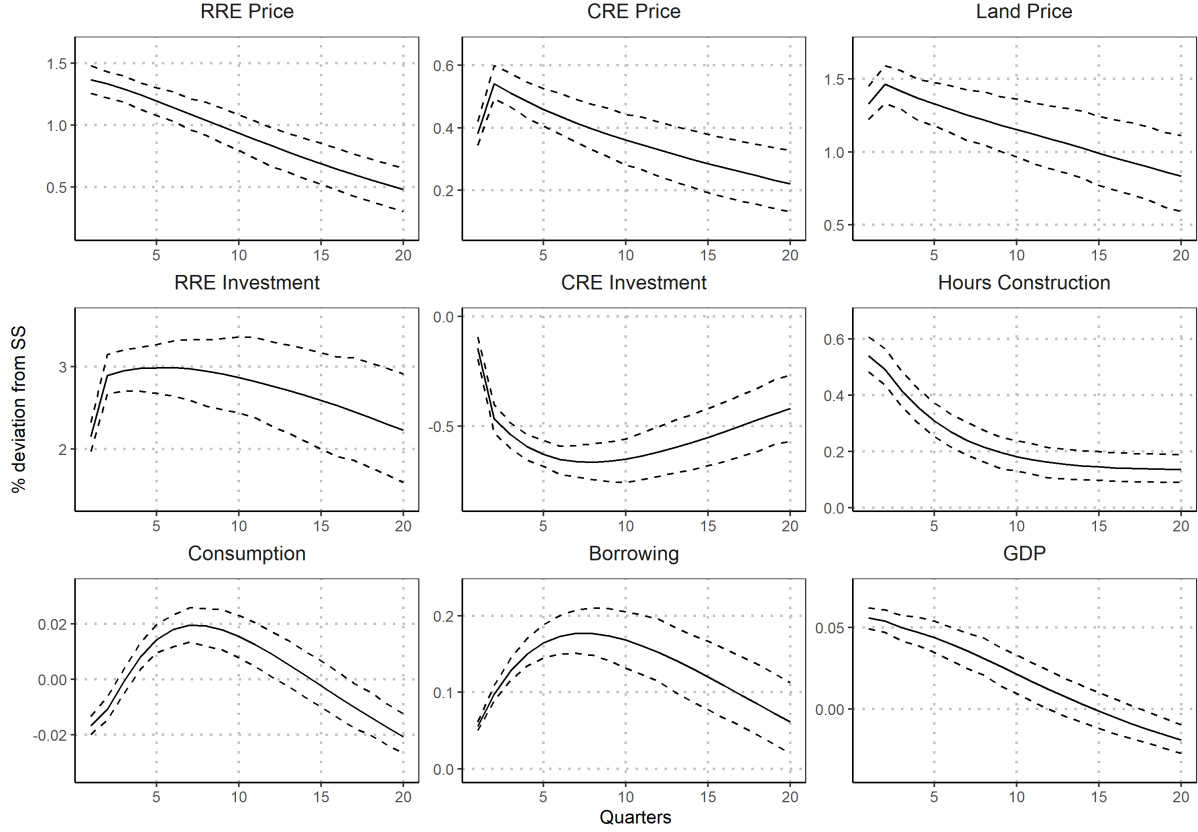 RRE Price CRE Price Land Price
1.5 1.0 0.5
0.6 0.4 0.2
1.5 1.0 0.5
5 10 15 20 5 10 15 20 5 10 15 20
RRE Investment CRE Investment Hours Construction
% deviation from SS
3 2
0.0 -0.5
0.6 0.4 0.2 0.0
5 10 15 20 5 10 15 20 5 10 15 20
Consumption Borrowing GDP
0.02 0.00 -0.02
0.2 0.1 0.0
0.05 0.00
5 10 15 20 5 10 15 20 5 10 15 20
Quarters